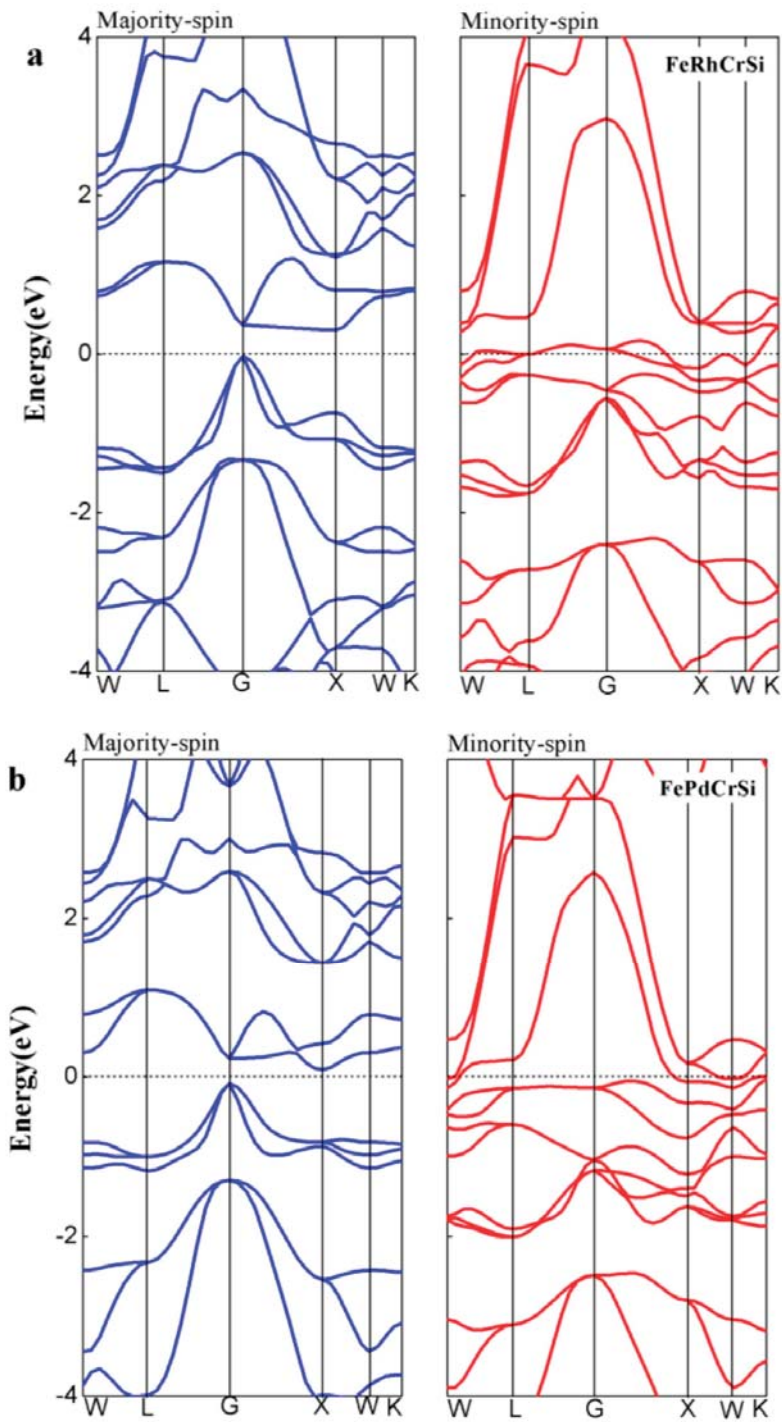 Majority-spin Minority-spin
a
FeRhCrSi
4
2
0
-2
-4
Energy(eV)
W L G X W K W L G X W K
Majority-spin Minority-spin
b
FePdCrSi
4
2
0
-2
-4
Energy(eV)
W L G X W K W L G X W K